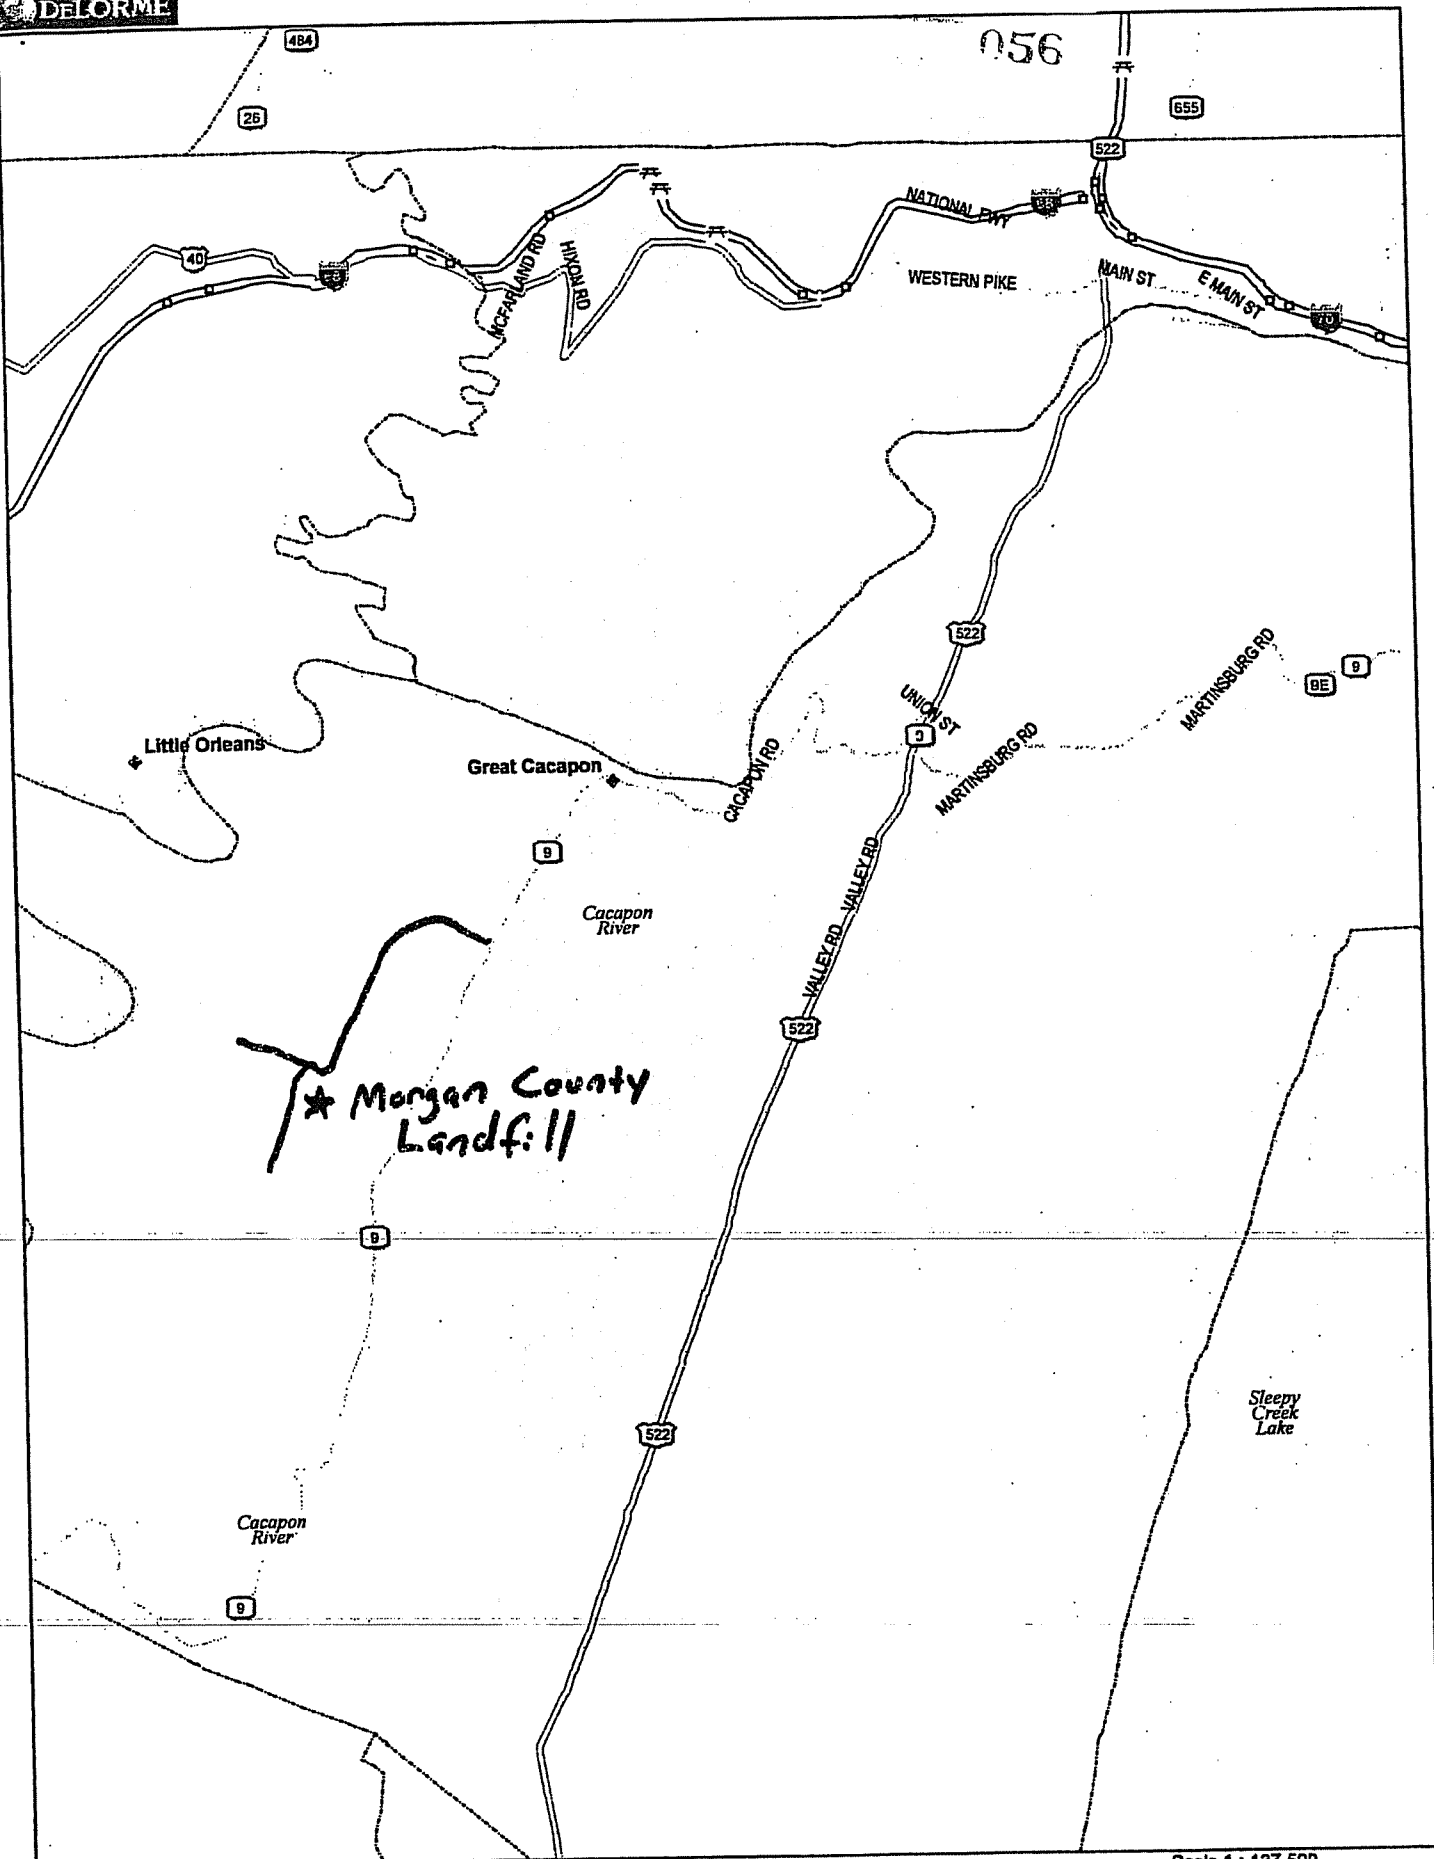 DELORME
484
056
26
655
522
NATIONAL PWY
40
MCFARLAND RD
HIXON RD
WESTERN PIKE
MAIN ST
E MAIN ST
70
522
MARTINSBURG RD
9
9E
UNION ST
Little Orleans
Great Cacapon
CACAPON RD
MARTINSBURG RD
9
VALLEY RD
VALLEY RD
Cacapon
River
522
Morgan County
Landfill
9
Sleepy
Creek
Lake
522
Cacapon
River
9